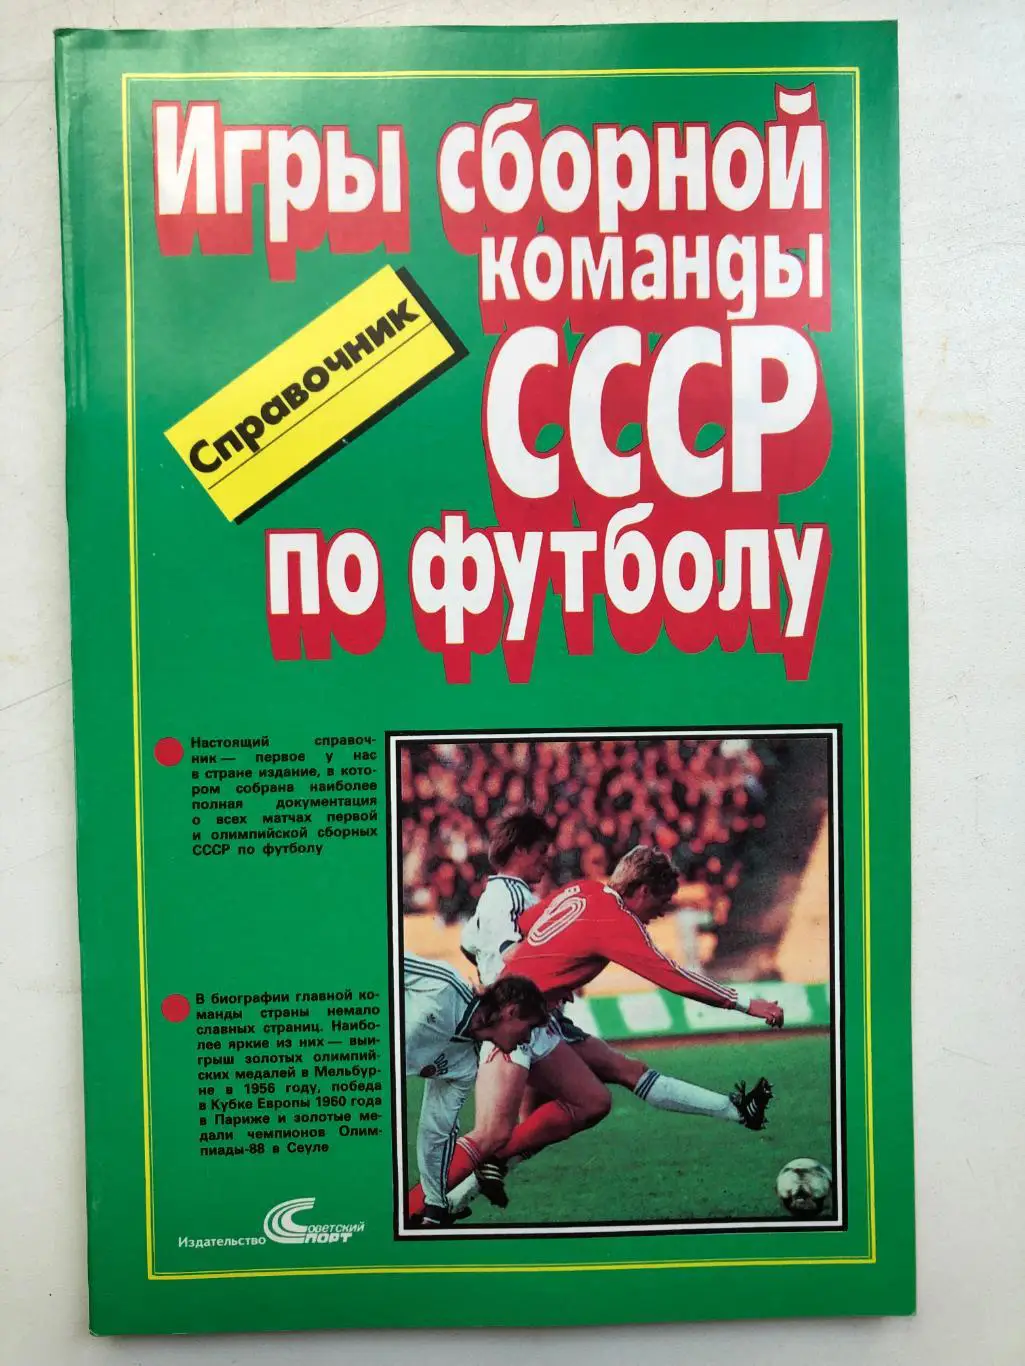 Игры сборной
команды
СССР
по футболу
Справочник
Настоящий справоч-
ник — первое у нас
в стране издание, в кото-
ром собрана наиболее
полная документация
о всех матчах первой
и олимпийской сборных
СССР по футболу
В биографии главной ко-
манды страны немало
славных страниц. Наибо-
лее яркие из них — выи-
грыш золотых олимпий-
ских медалей в Мельбур-
не в 1956 году, победа
в Кубке Европы 1960 года
в Париже и золотые ме-
дали чемпионов Олим-
пиады-88 в Сеуле
DDR
Издательство Советский
спорт